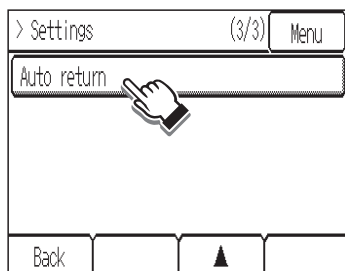 > Settings (3/3) Menu
Auto return
Back ▲